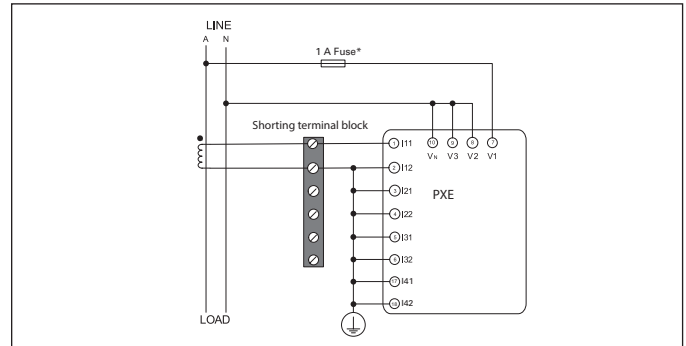 LINE
A N
1 A Fuse*
Shorting terminal block
1 I11
10 9 8 7
VN V3 V2 V1
2 I12
PXE
3 I21
4 I22
5 I31
6 I32
17 I41
18 I42
LOAD